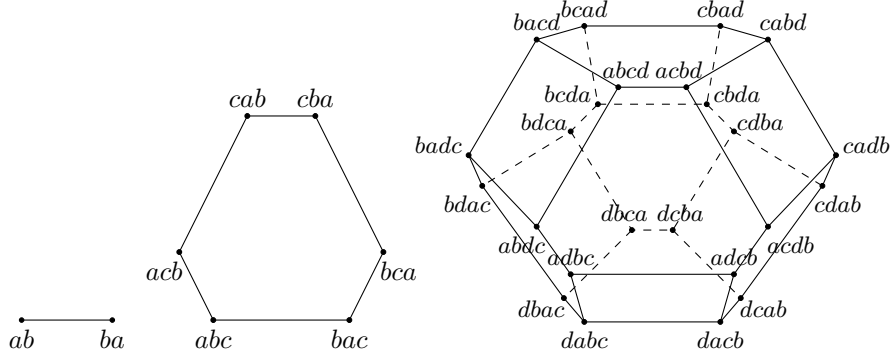 bcad cbad
bacd cabd
abcd acbd
cab cba
bcda cbda
bdca cdba
badc cadb
bdac cdab
dbca dcba
abdc acdb
acb bca
adbc adcb
dbac dcab
ab ba abc bac dabc dacb